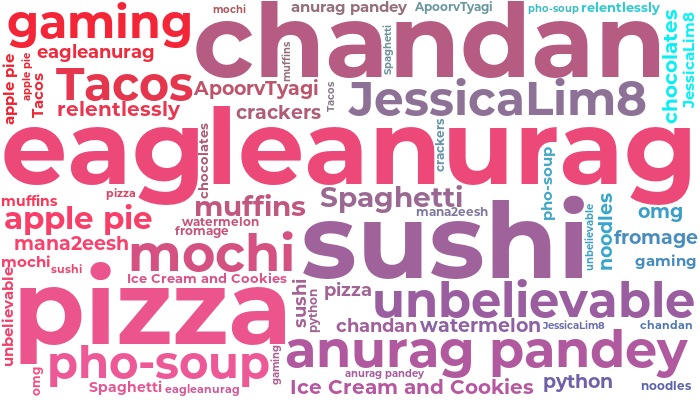 gaming
mochi
anurag pandey
ApoorvTyagi
pho-soup
relentlessly
chandan
eagleanurag
muffins
Spaghetti
chocolates
JessicaLim8
apple pie
apple pie
Tacos
Tacos
ApoorvTyagi
Tacos
JessicaLim8
relentlessly
crackers
eagleanurag
chocolates
crackers
pho-soup
muffins
pizza
muffins
Spaghetti
mana2eesh
unbelievable
noodles
omg
apple pie
watermelon
fromage
sushi
fromage
mana2eesh
mochi
mochi
sushi
gaming
unbelievable
pizza
Ice Cream and Cookies
sushi
python
pizza
unbelievable
chandan
watermelon
JessicaLim8
chandan
pho-soup
gaming
anurag pandey
omg
Spaghetti
eagleanurag
anurag pandey
Ice Cream and Cookies
python
noodles